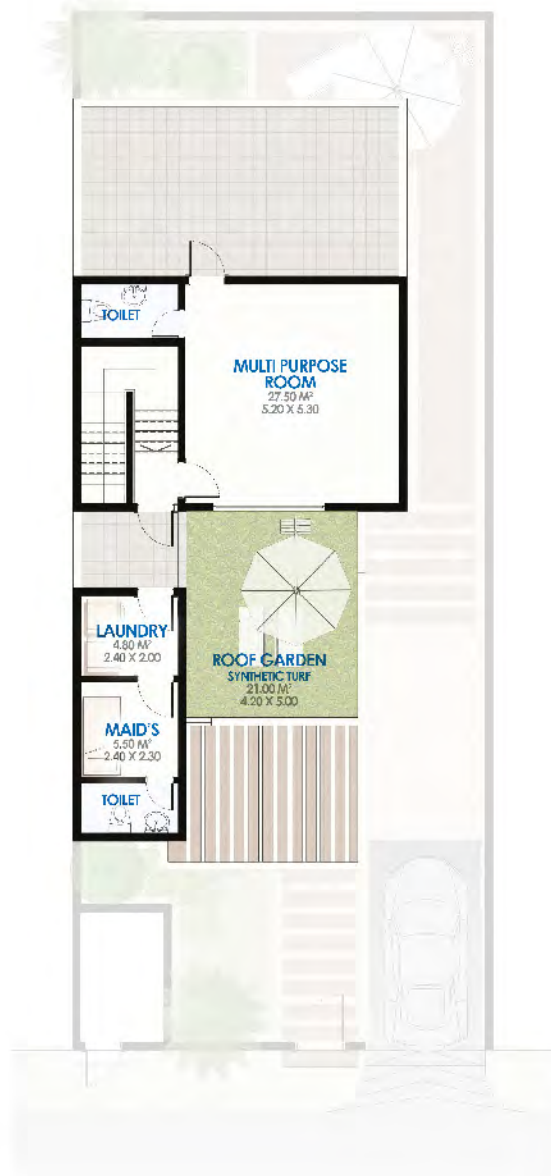 TOILET
MULTI PURPOSE
ROOM
27.50 M²
5.20 X 5.30
LAUNDRY
4.80 M²
2.40 X 2.00
ROOF GARDEN
SYNTHETIC TURF
21.00 M²
4.20 X 5.00
MAID'S
5.50 M²
2.40 X 2.30
TOILET